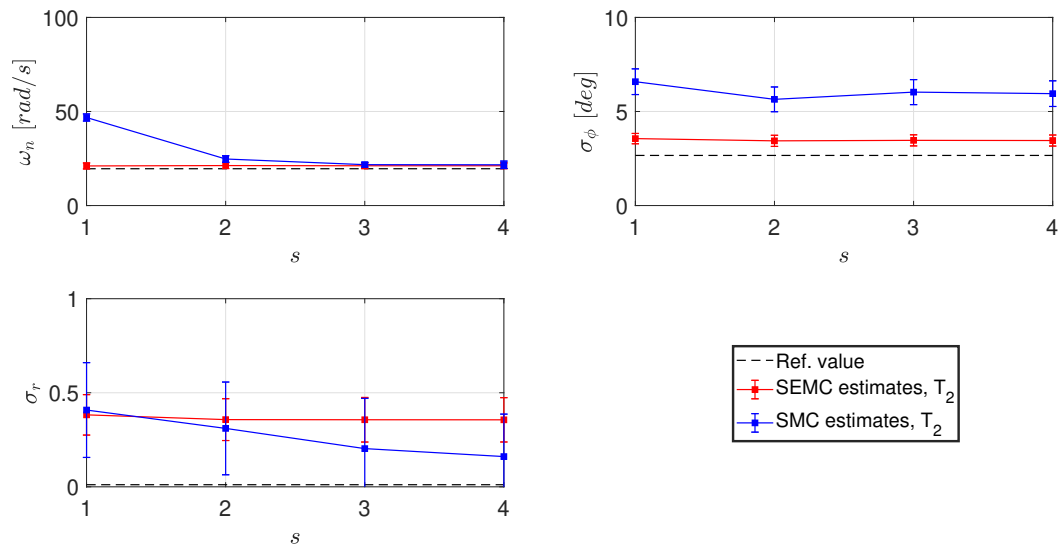 100
50
0
ω_n [rad/s]
1 2 3 4
s
10
5
0
σ_ϕ [deg]
1 2 3 4
s
1
0.5
0
σ_r
1 2 3 4
s
Ref. value
SEMC estimates, T_2
SMC estimates, T_2